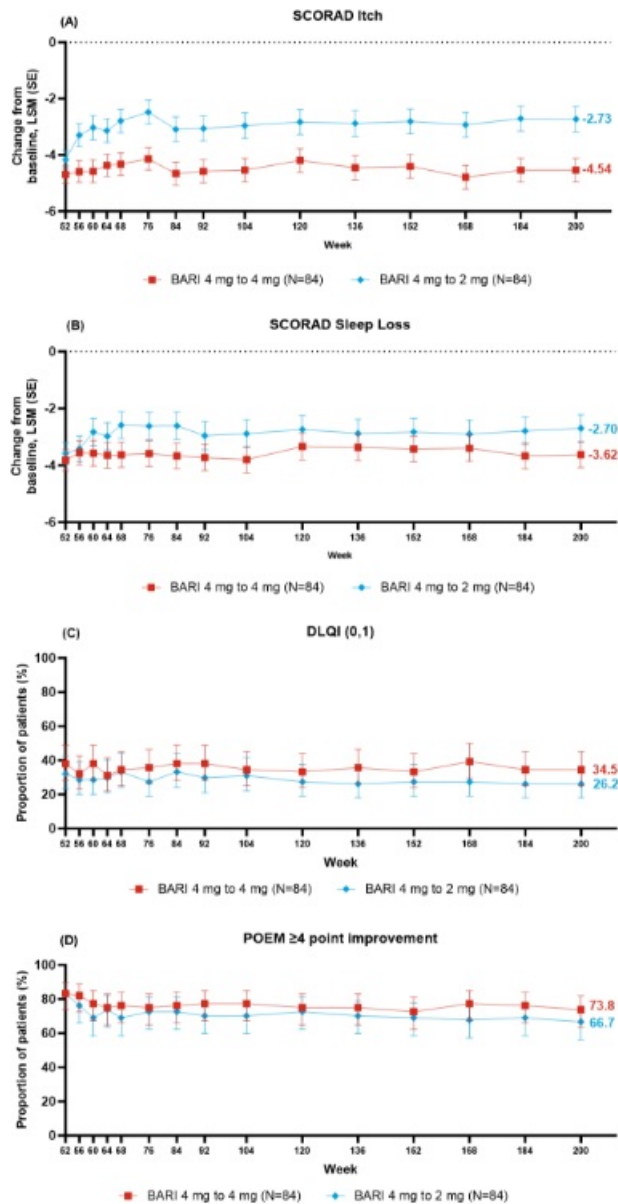 (A) SCORAD Itch
Change from
baseline, LSM (SE)
0
-2
-4
-6
-2.73
-4.54
52 56 60 64 68 76 84 92 104 120 136 152 168 184 200
Week
BARI 4 mg to 4 mg (N=84) BARI 4 mg to 2 mg (N=84)
(B) SCORAD Sleep Loss
Change from
baseline, LSM (SE)
0
-2
-4
-6
-2.70
-3.62
52 56 60 64 68 76 84 92 104 120 136 152 168 184 200
Week
BARI 4 mg to 4 mg (N=84) BARI 4 mg to 2 mg (N=84)
(C) DLQI (0,1)
Proportion of patients (%)
100
80
60
40
20
0
34.5
26.2
52 56 60 64 68 76 84 92 104 120 136 152 168 184 200
Week
BARI 4 mg to 4 mg (N=84) BARI 4 mg to 2 mg (N=84)
(D) POEM ≥4 point improvement
Proportion of patients (%)
100
80
60
40
20
0
73.8
66.7
52 56 60 64 68 76 84 92 104 120 136 152 168 184 200
Week
BARI 4 mg to 4 mg (N=84) BARI 4 mg to 2 mg (N=84)